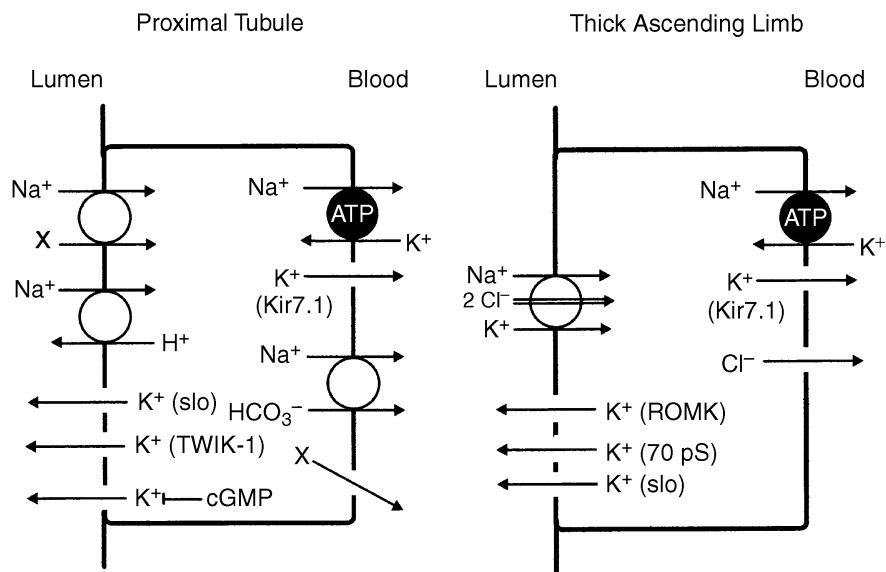 Proximal Tubule
Lumen
Blood
Na⁺
X
Na⁺
H⁺
K⁺ (slo)
K⁺ (TWIK-1)
K⁺
cGMP
Na⁺
ATP
K⁺
K⁺
(Kir7.1)
Na⁺
HCO₃⁻
X
Thick Ascending Limb
Lumen
Blood
Na⁺
2 Cl⁻
K⁺
K⁺ (ROMK)
K⁺ (70 pS)
K⁺ (slo)
Na⁺
ATP
K⁺
K⁺
(Kir7.1)
Cl⁻